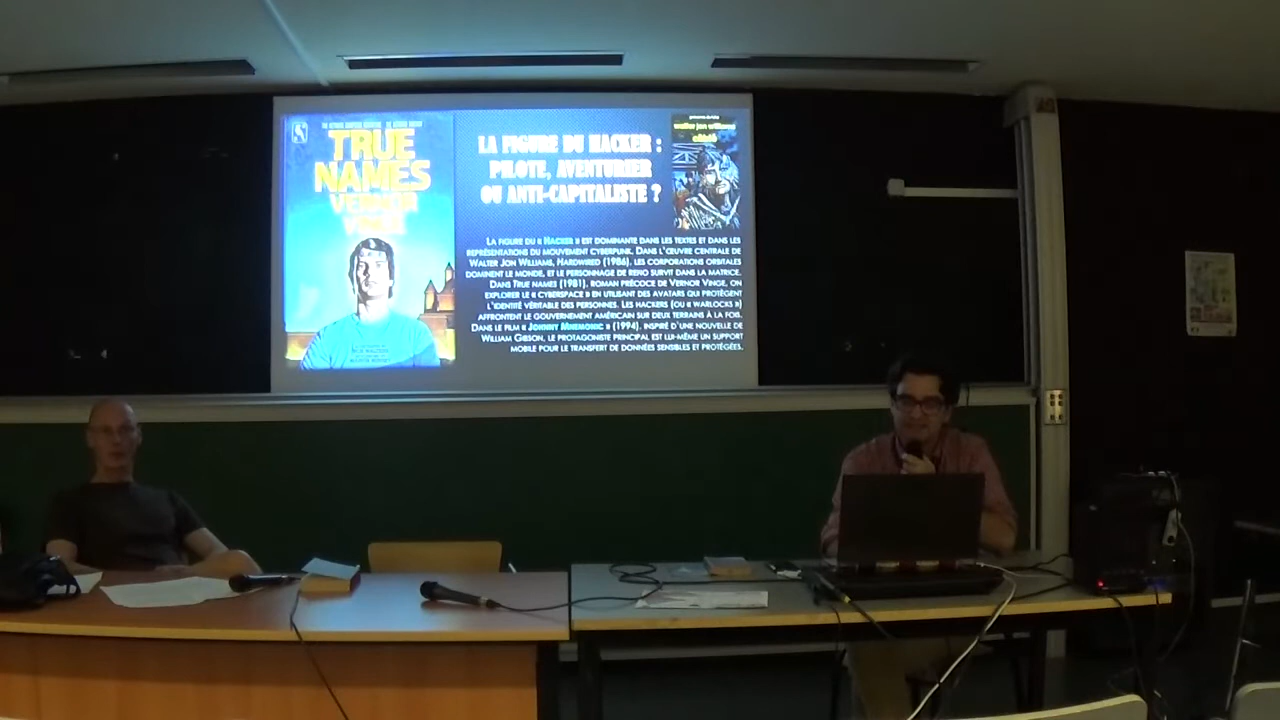 TRUE
NAMES
VERNOR
VINGE
LA FIGURE DU HACKER :
PILOTE, AVENTURIER
OU ANTI-CAPITALISTE ?
walter jon williams
LA FIGURE DU « HACKER » EST DOMINANTE DANS LES TEXTES ET DANS LES
REPRÉSENTATIONS DU MOUVEMENT CYBERPUNK. DANS L'ŒUVRE CENTRALE DE
WALTER JON WILLIAMS, HARDWIRED (1986), LES CORPORATIONS ORBITALES
DOMINENT LE MONDE, ET LE PERSONNAGE DE RENO SURVIT DANS LA MATRICE.
DANS TRUE NAMES (1981), ROMAN PRÉCOCE DE VERNOR VINGE, ON
EXPLORER LE « CYBERSPACE » EN UTILISANT DES AVATARS QUI PROTÈGENT
L'IDENTITÉ VÉRITABLE DES PERSONNES. LES HACKERS (OU « WARLOCKS »)
AFFRONTENT LE GOUVERNEMENT AMÉRICAIN SUR DEUX TERRAINS À LA FOIS.
DANS LE FILM « JOHNNY MNEMONIC » (1994), INSPIRÉ D'UNE NOUVELLE DE
WILLIAM GIBSON, LE PROTAGONISTE PRINCIPAL EST LUI-MÊME UN SUPPORT
MOBILE POUR LE TRANSFERT DE DONNÉES SENSIBLES ET PROTÉGÉES.